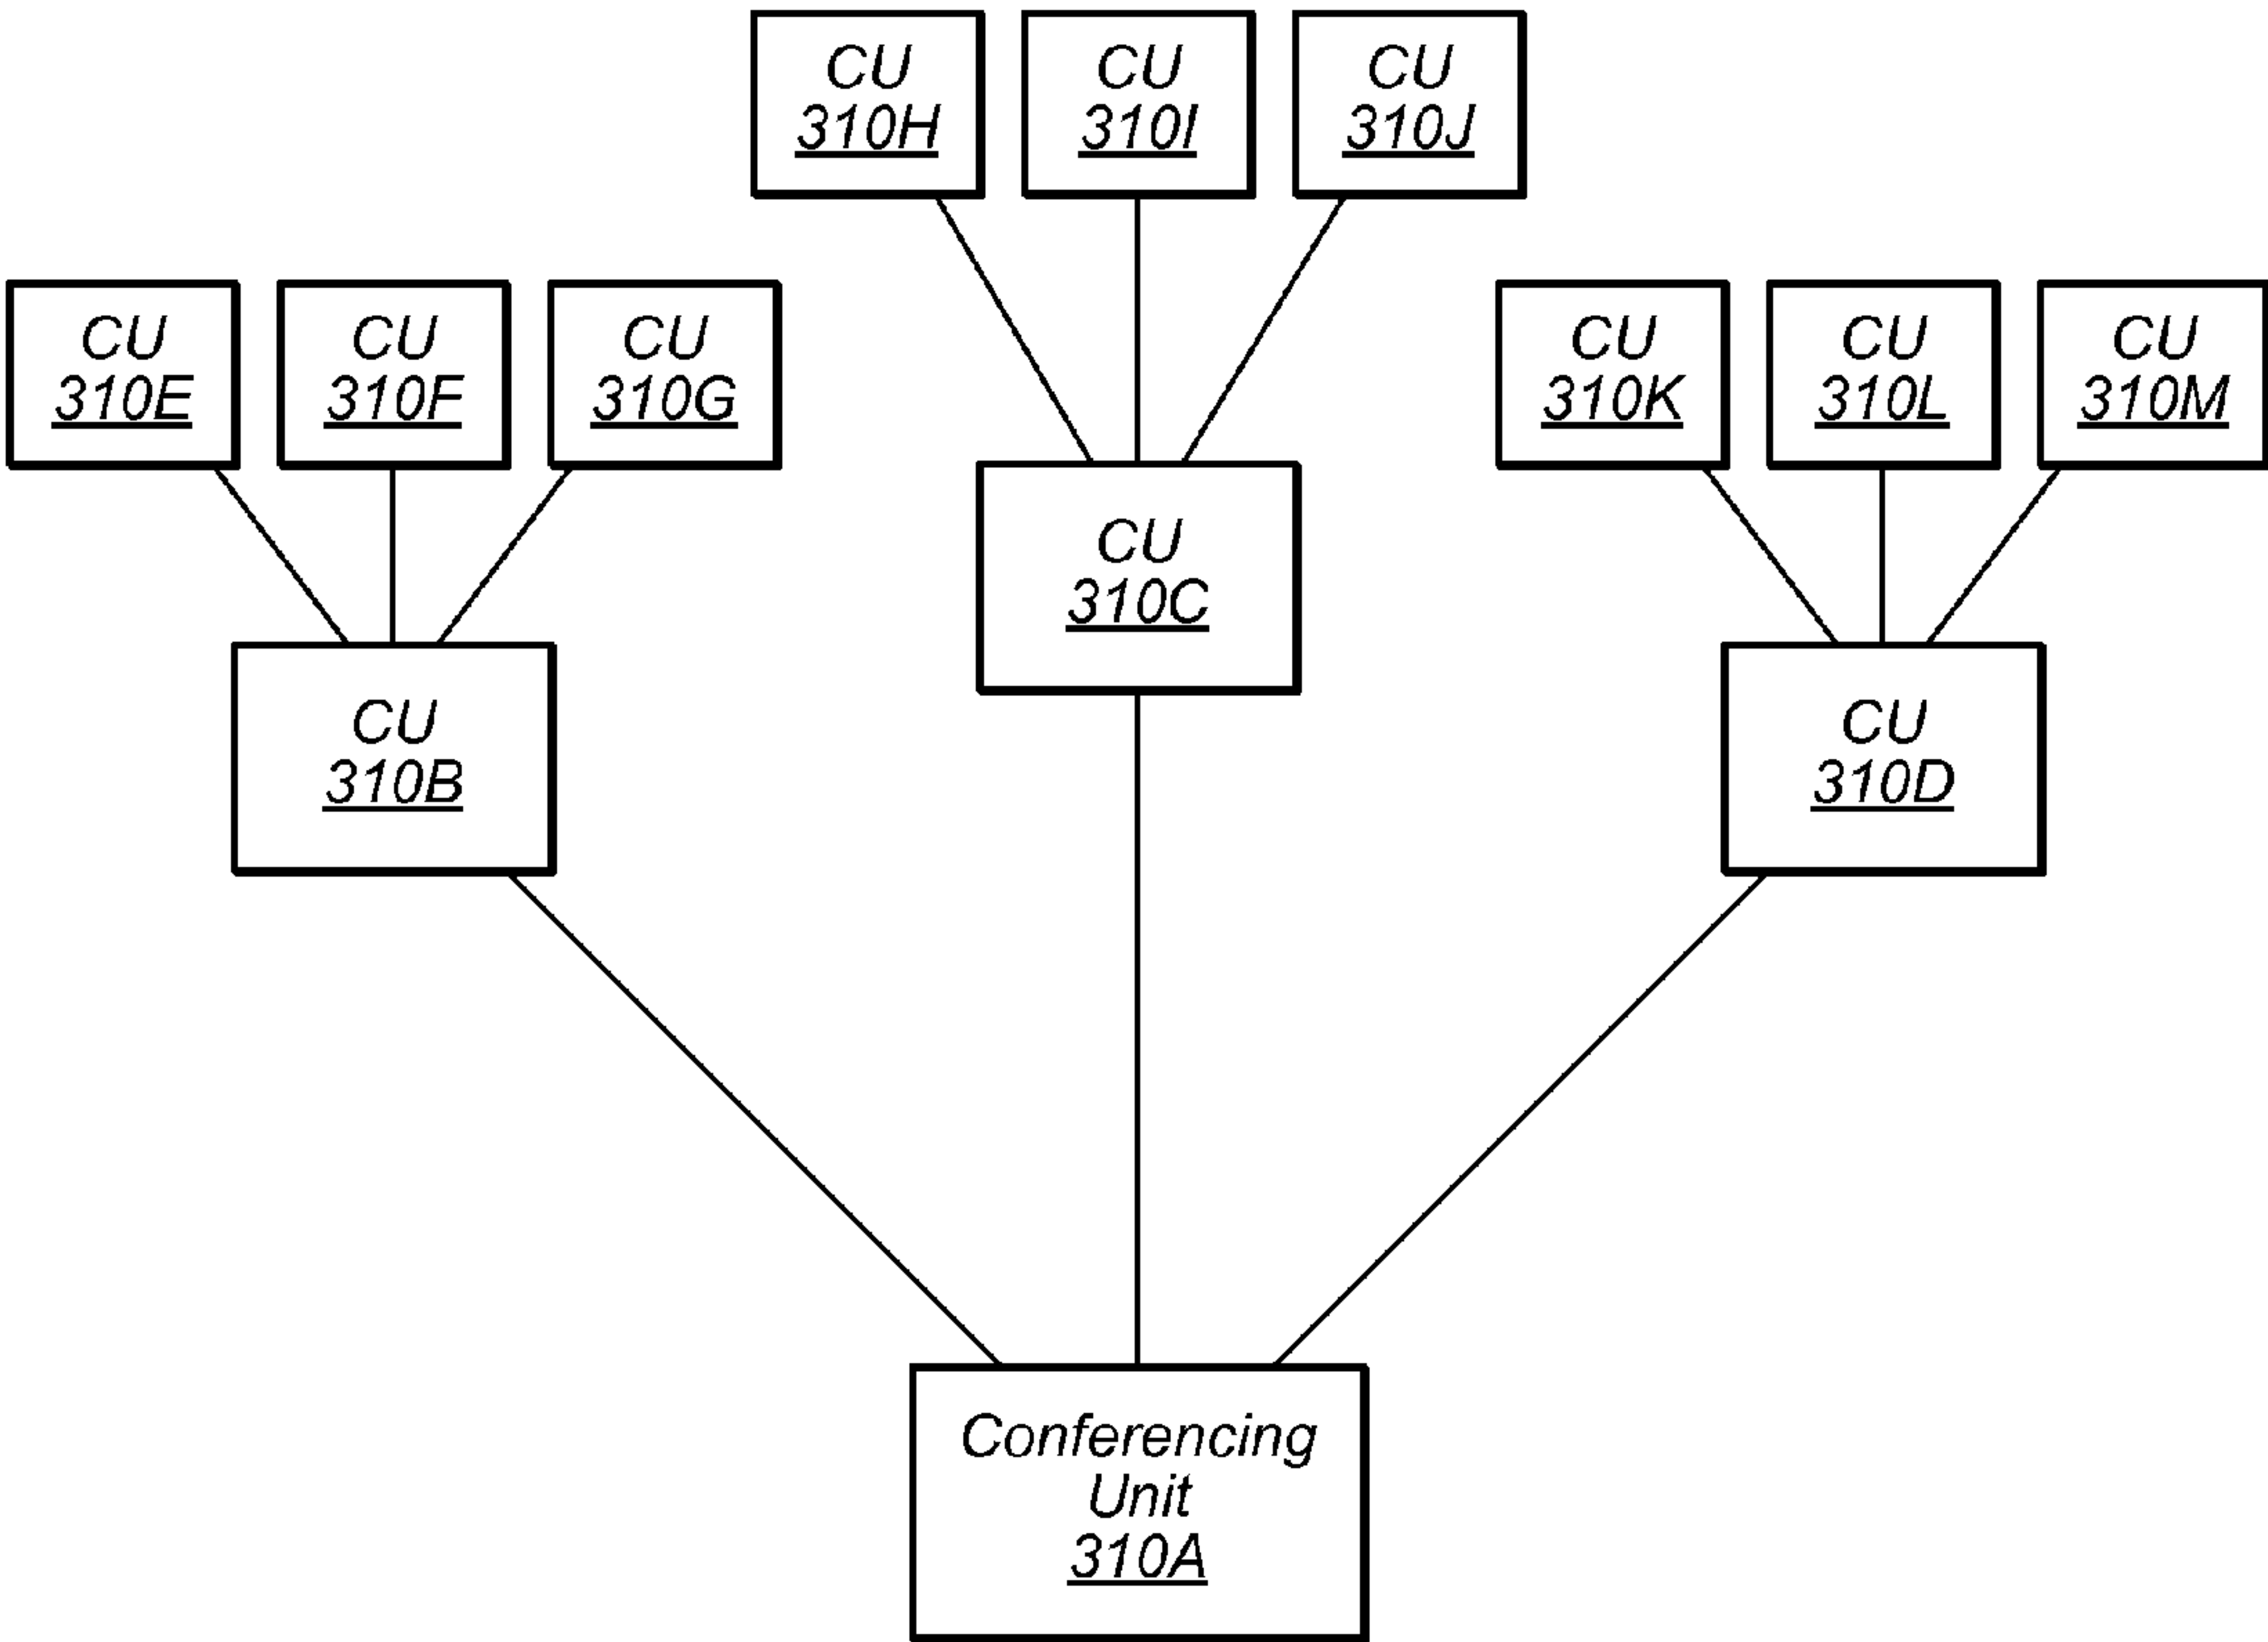 CU
310H
CU
310I
CU
310J
CU
310E
CU
310F
CU
310G
CU
310K
CU
310L
CU
310M
CU
310C
CU
310B
CU
310D
Conferencing
Unit
310A